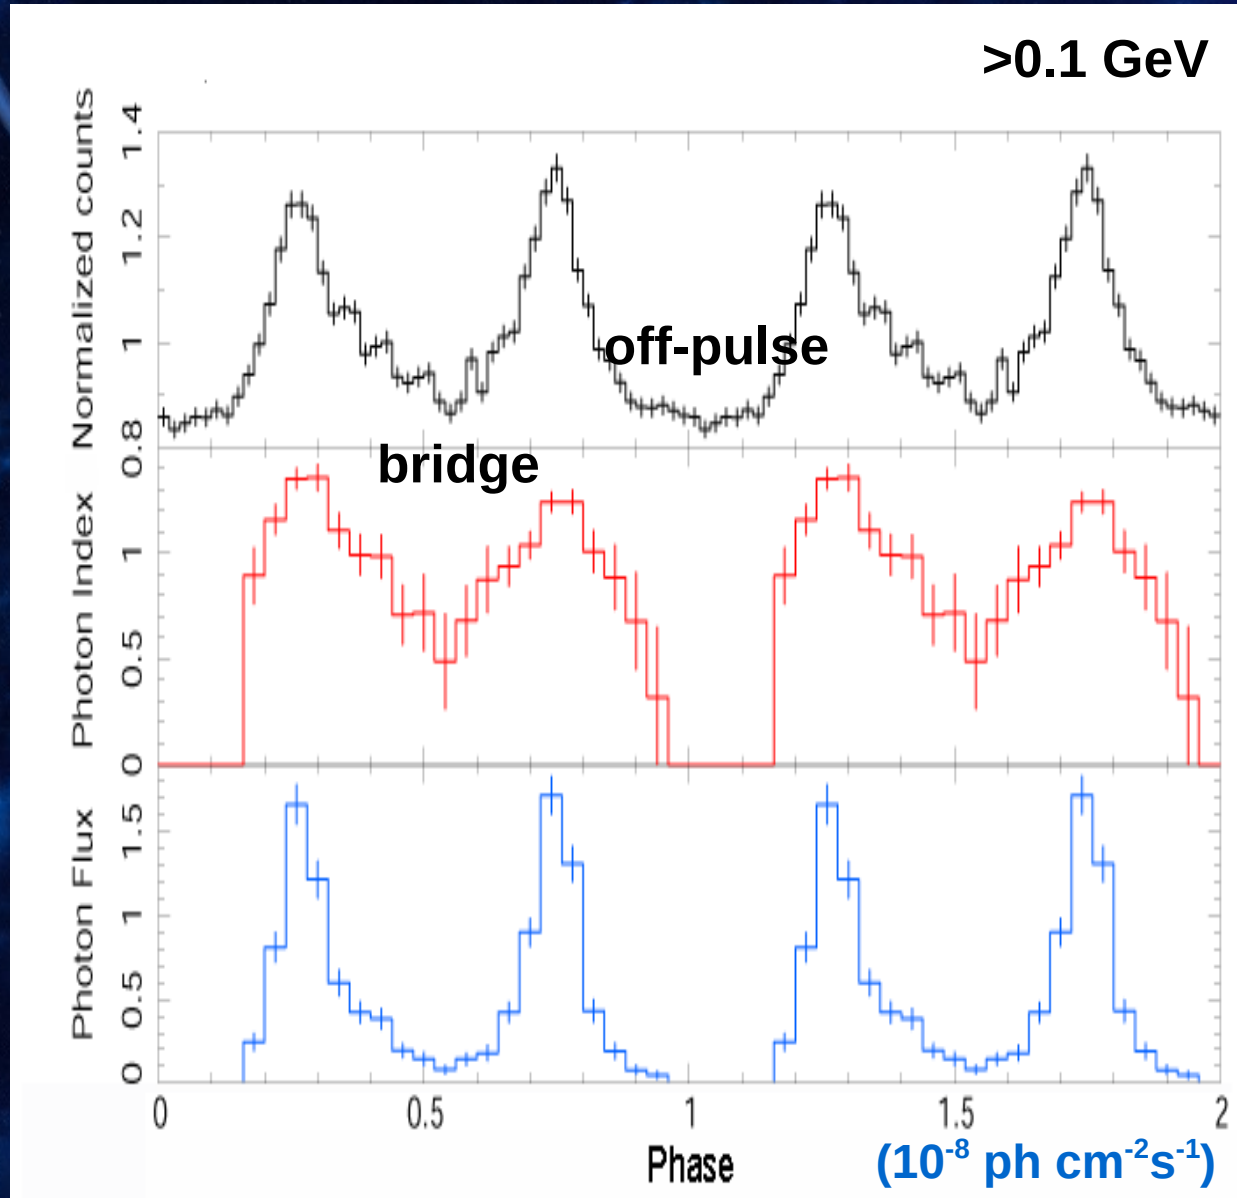 >0.1 GeV
Normalized counts
0.8
1
1.2
1.4
off-pulse
bridge
Photon Index
0
0.5
1
Photon Flux
0
0.5
1
1.5
0
0.5
1
1.5
2
Phase
(10⁻⁸ ph cm⁻²s⁻¹)